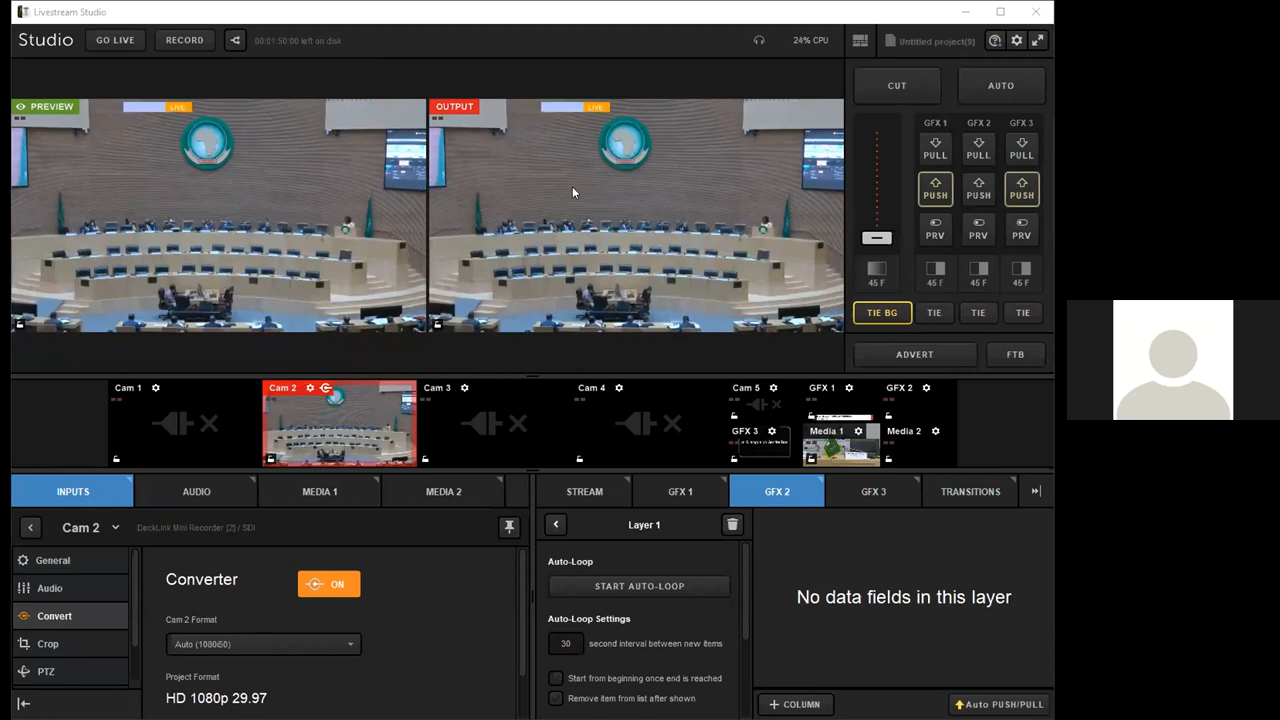 Livestream Studio
Studio
GO LIVE
RECORD
00:01:50:00 left on disk
24% CPU
Untitled project(9)
PREVIEW
LIVE
OUTPUT
LIVE
CUT
AUTO
GFX 1
GFX 2
GFX 3
PULL
PULL
PULL
PUSH
PUSH
PUSH
PRV
PRV
PRV
45 F
45 F
45 F
45 F
TIE BG
TIE
TIE
TIE
ADVERT
FTB
Cam 1
Cam 2
Cam 3
Cam 4
Cam 5
GFX 1
GFX 2
GFX 3
Media 1
Media 2
INPUTS
AUDIO
MEDIA 1
MEDIA 2
STREAM
GFX 1
GFX 2
GFX 3
TRANSITIONS
Cam 2
DeckLink Mini Recorder [2] / SDI
General
Audio
Convert
Crop
PTZ
Converter
ON
Cam 2 Format
Auto (1080i50)
Project Format
HD 1080p 29.97
Layer 1
Auto-Loop
START AUTO-LOOP
Auto-Loop Settings
30 second interval between new items
Start from beginning once end is reached
Remove item from list after shown
No data fields in this layer
+ COLUMN
Auto PUSH/PULL